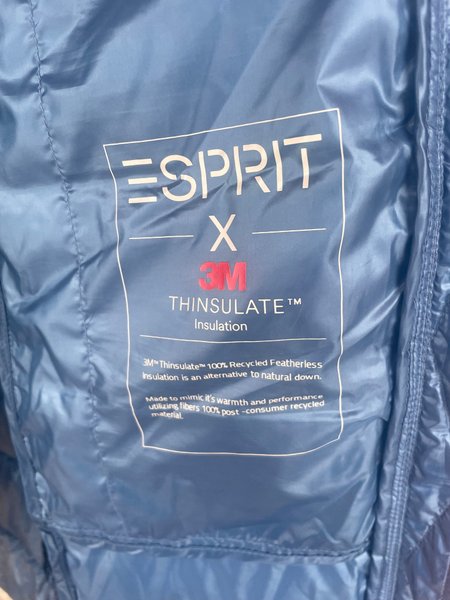 ESPRIT
X
3M
THINSULATE™
Insulation
3M™ Thinsulate™ 100% Recycled Featherless
Insulation is an alternative to natural down.
Made to mimic it's warmth and performance
utilizing fibers 100% post -consumer recycled
material.